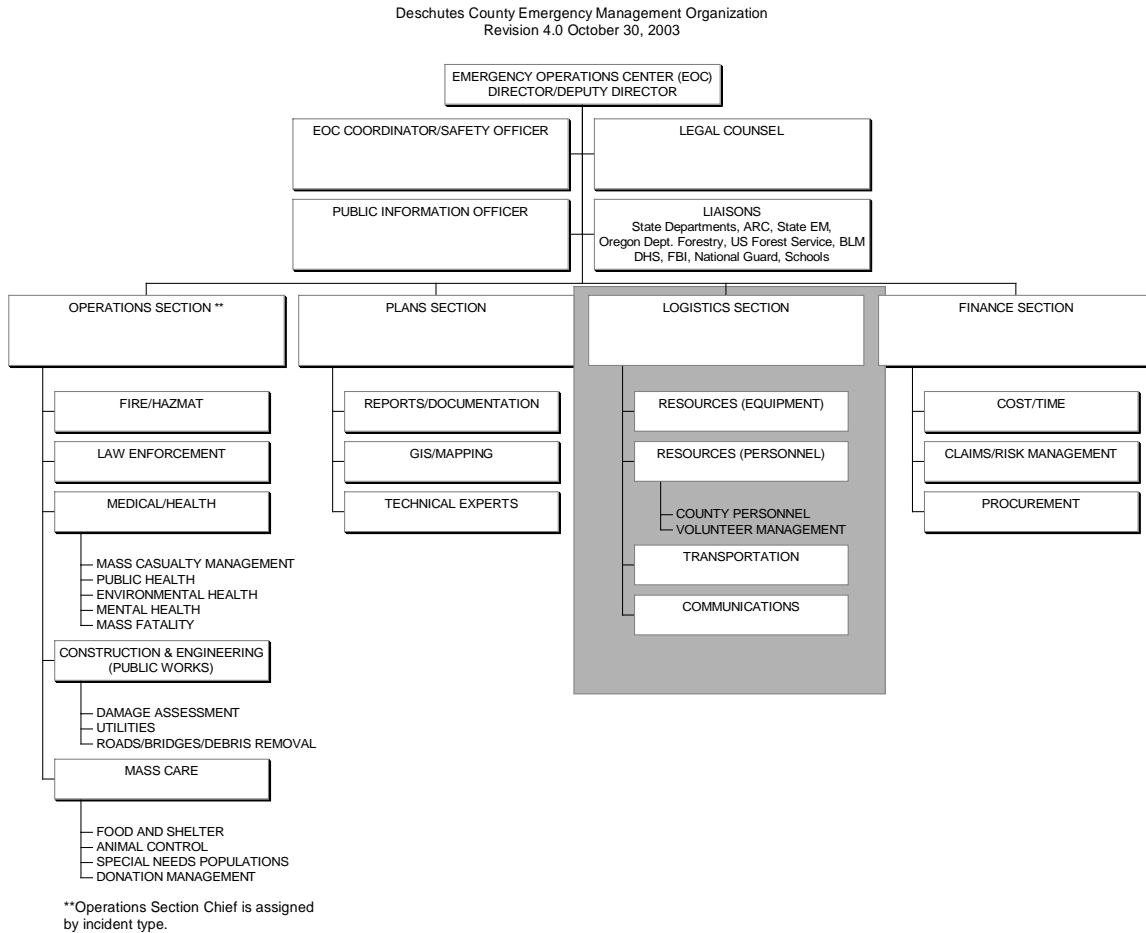 Deschutes County Emergency Management Organization
Revision 4.0 October 30, 2003
EMERGENCY OPERATIONS CENTER (EOC)
DIRECTOR/DEPUTY DIRECTOR
EOC COORDINATOR/SAFETY OFFICER
LEGAL COUNSEL
PUBLIC INFORMATION OFFICER
LIAISONS
State Departments, ARC, State EM,
Oregon Dept. Forestry, US Forest Service, BLM
DHS, FBI, National Guard, Schools
OPERATIONS SECTION **
FIRE/HAZMAT
LAW ENFORCEMENT
MEDICAL/HEALTH
MASS CASUALTY MANAGEMENT
PUBLIC HEALTH
ENVIRONMENTAL HEALTH
MENTAL HEALTH
MASS FATALITY
CONSTRUCTION & ENGINEERING
(PUBLIC WORKS)
DAMAGE ASSESSMENT
UTILITIES
ROADS/BRIDGES/DEBRIS REMOVAL
MASS CARE
FOOD AND SHELTER
ANIMAL CONTROL
SPECIAL NEEDS POPULATIONS
DONATION MANAGEMENT
PLANS SECTION
REPORTS/DOCUMENTATION
GIS/MAPPING
TECHNICAL EXPERTS
LOGISTICS SECTION
RESOURCES (EQUIPMENT)
RESOURCES (PERSONNEL)
COUNTY PERSONNEL
VOLUNTEER MANAGEMENT
TRANSPORTATION
COMMUNICATIONS
FINANCE SECTION
COST/TIME
CLAIMS/RISK MANAGEMENT
PROCUREMENT
**Operations Section Chief is assigned
by incident type.